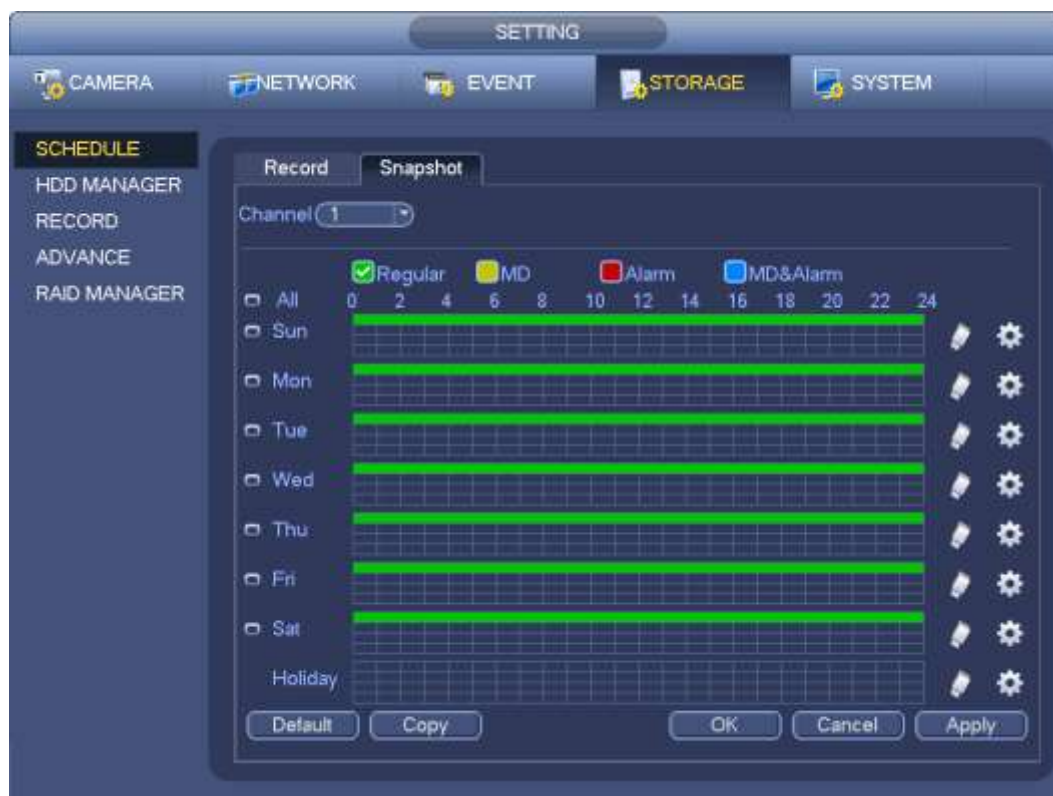 SETTING
CAMERA NETWORK EVENT STORAGE SYSTEM
SCHEDULE
HDD MANAGER
RECORD
ADVANCE
RAID MANAGER
Record Snapshot
Channel 1
Regular MD Alarm MD&Alarm
All 0 2 4 6 8 10 12 14 16 18 20 22 24
Sun
Mon
Tue
Wed
Thu
Fri
Sat
Holiday
Default Copy OK Cancel Apply